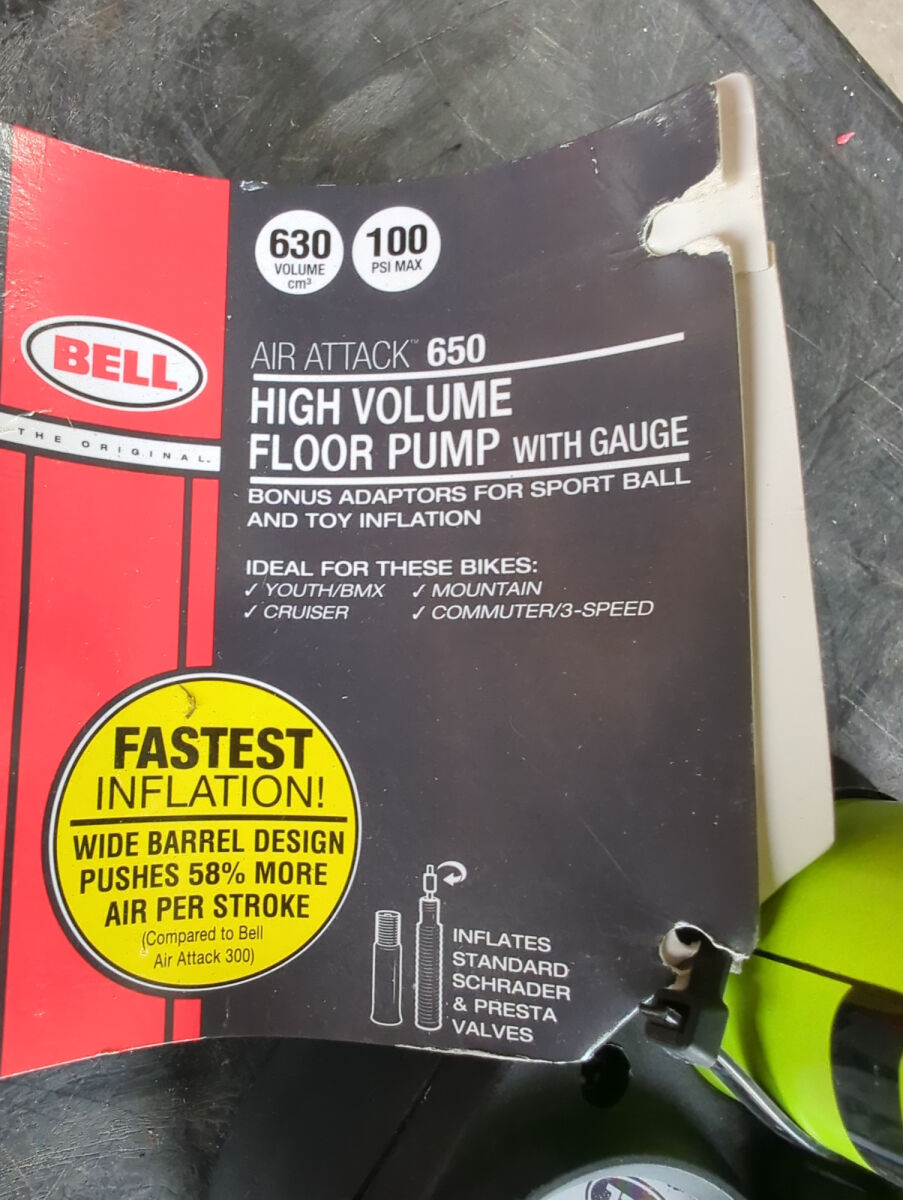 630
VOLUME
cm³
100
PSI MAX
BELL
THE ORIGINAL.
AIR ATTACK™ 650
HIGH VOLUME
FLOOR PUMP WITH GAUGE
BONUS ADAPTORS FOR SPORT BALL
AND TOY INFLATION
IDEAL FOR THESE BIKES:
✓ YOUTH/BMX ✓ MOUNTAIN
✓ CRUISER ✓ COMMUTER/3-SPEED
FASTEST
INFLATION!
WIDE BARREL DESIGN
PUSHES 58% MORE
AIR PER STROKE
(Compared to Bell
Air Attack 300)
INFLATES
STANDARD
SCHRADER
& PRESTA
VALVES